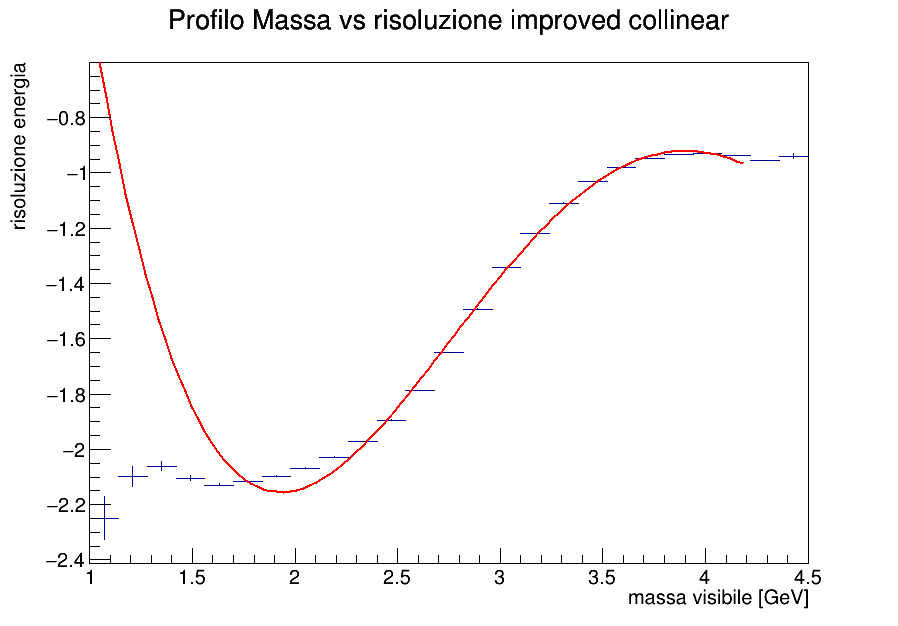 Profilo Massa vs risoluzione improved collinear
risoluzione energia
−0.8
−1
−1.2
−1.4
−1.6
−1.8
−2
−2.2
−2.4
1 1.5 2 2.5 3 3.5 4 4.5
massa visibile [GeV]